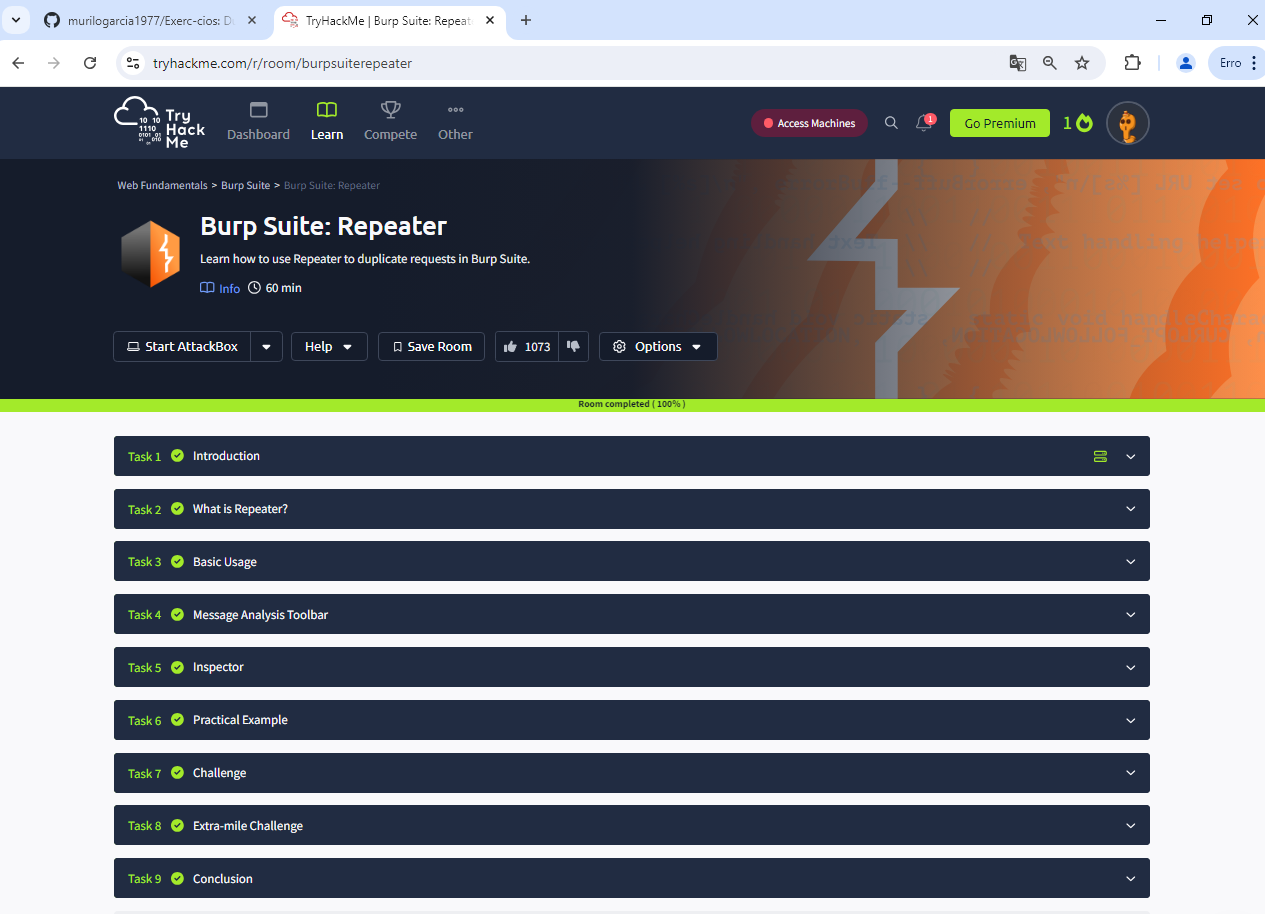 murilogarcia1977/Exerc-cios: D
TryHackMe | Burp Suite: Repeat
tryhackme.com/r/room/burpsuiterepeater
Erro
Try Hack Me
Dashboard
Learn
Compete
Other
Access Machines
1
Go Premium
1
Web Fundamentals > Burp Suite > Burp Suite: Repeater
Burp Suite: Repeater
Learn how to use Repeater to duplicate requests in Burp Suite.
Info 60 min
Start AttackBox
Help
Save Room
1073
Options
Room completed ( 100% )
Task 1 Introduction
Task 2 What is Repeater?
Task 3 Basic Usage
Task 4 Message Analysis Toolbar
Task 5 Inspector
Task 6 Practical Example
Task 7 Challenge
Task 8 Extra-mile Challenge
Task 9 Conclusion